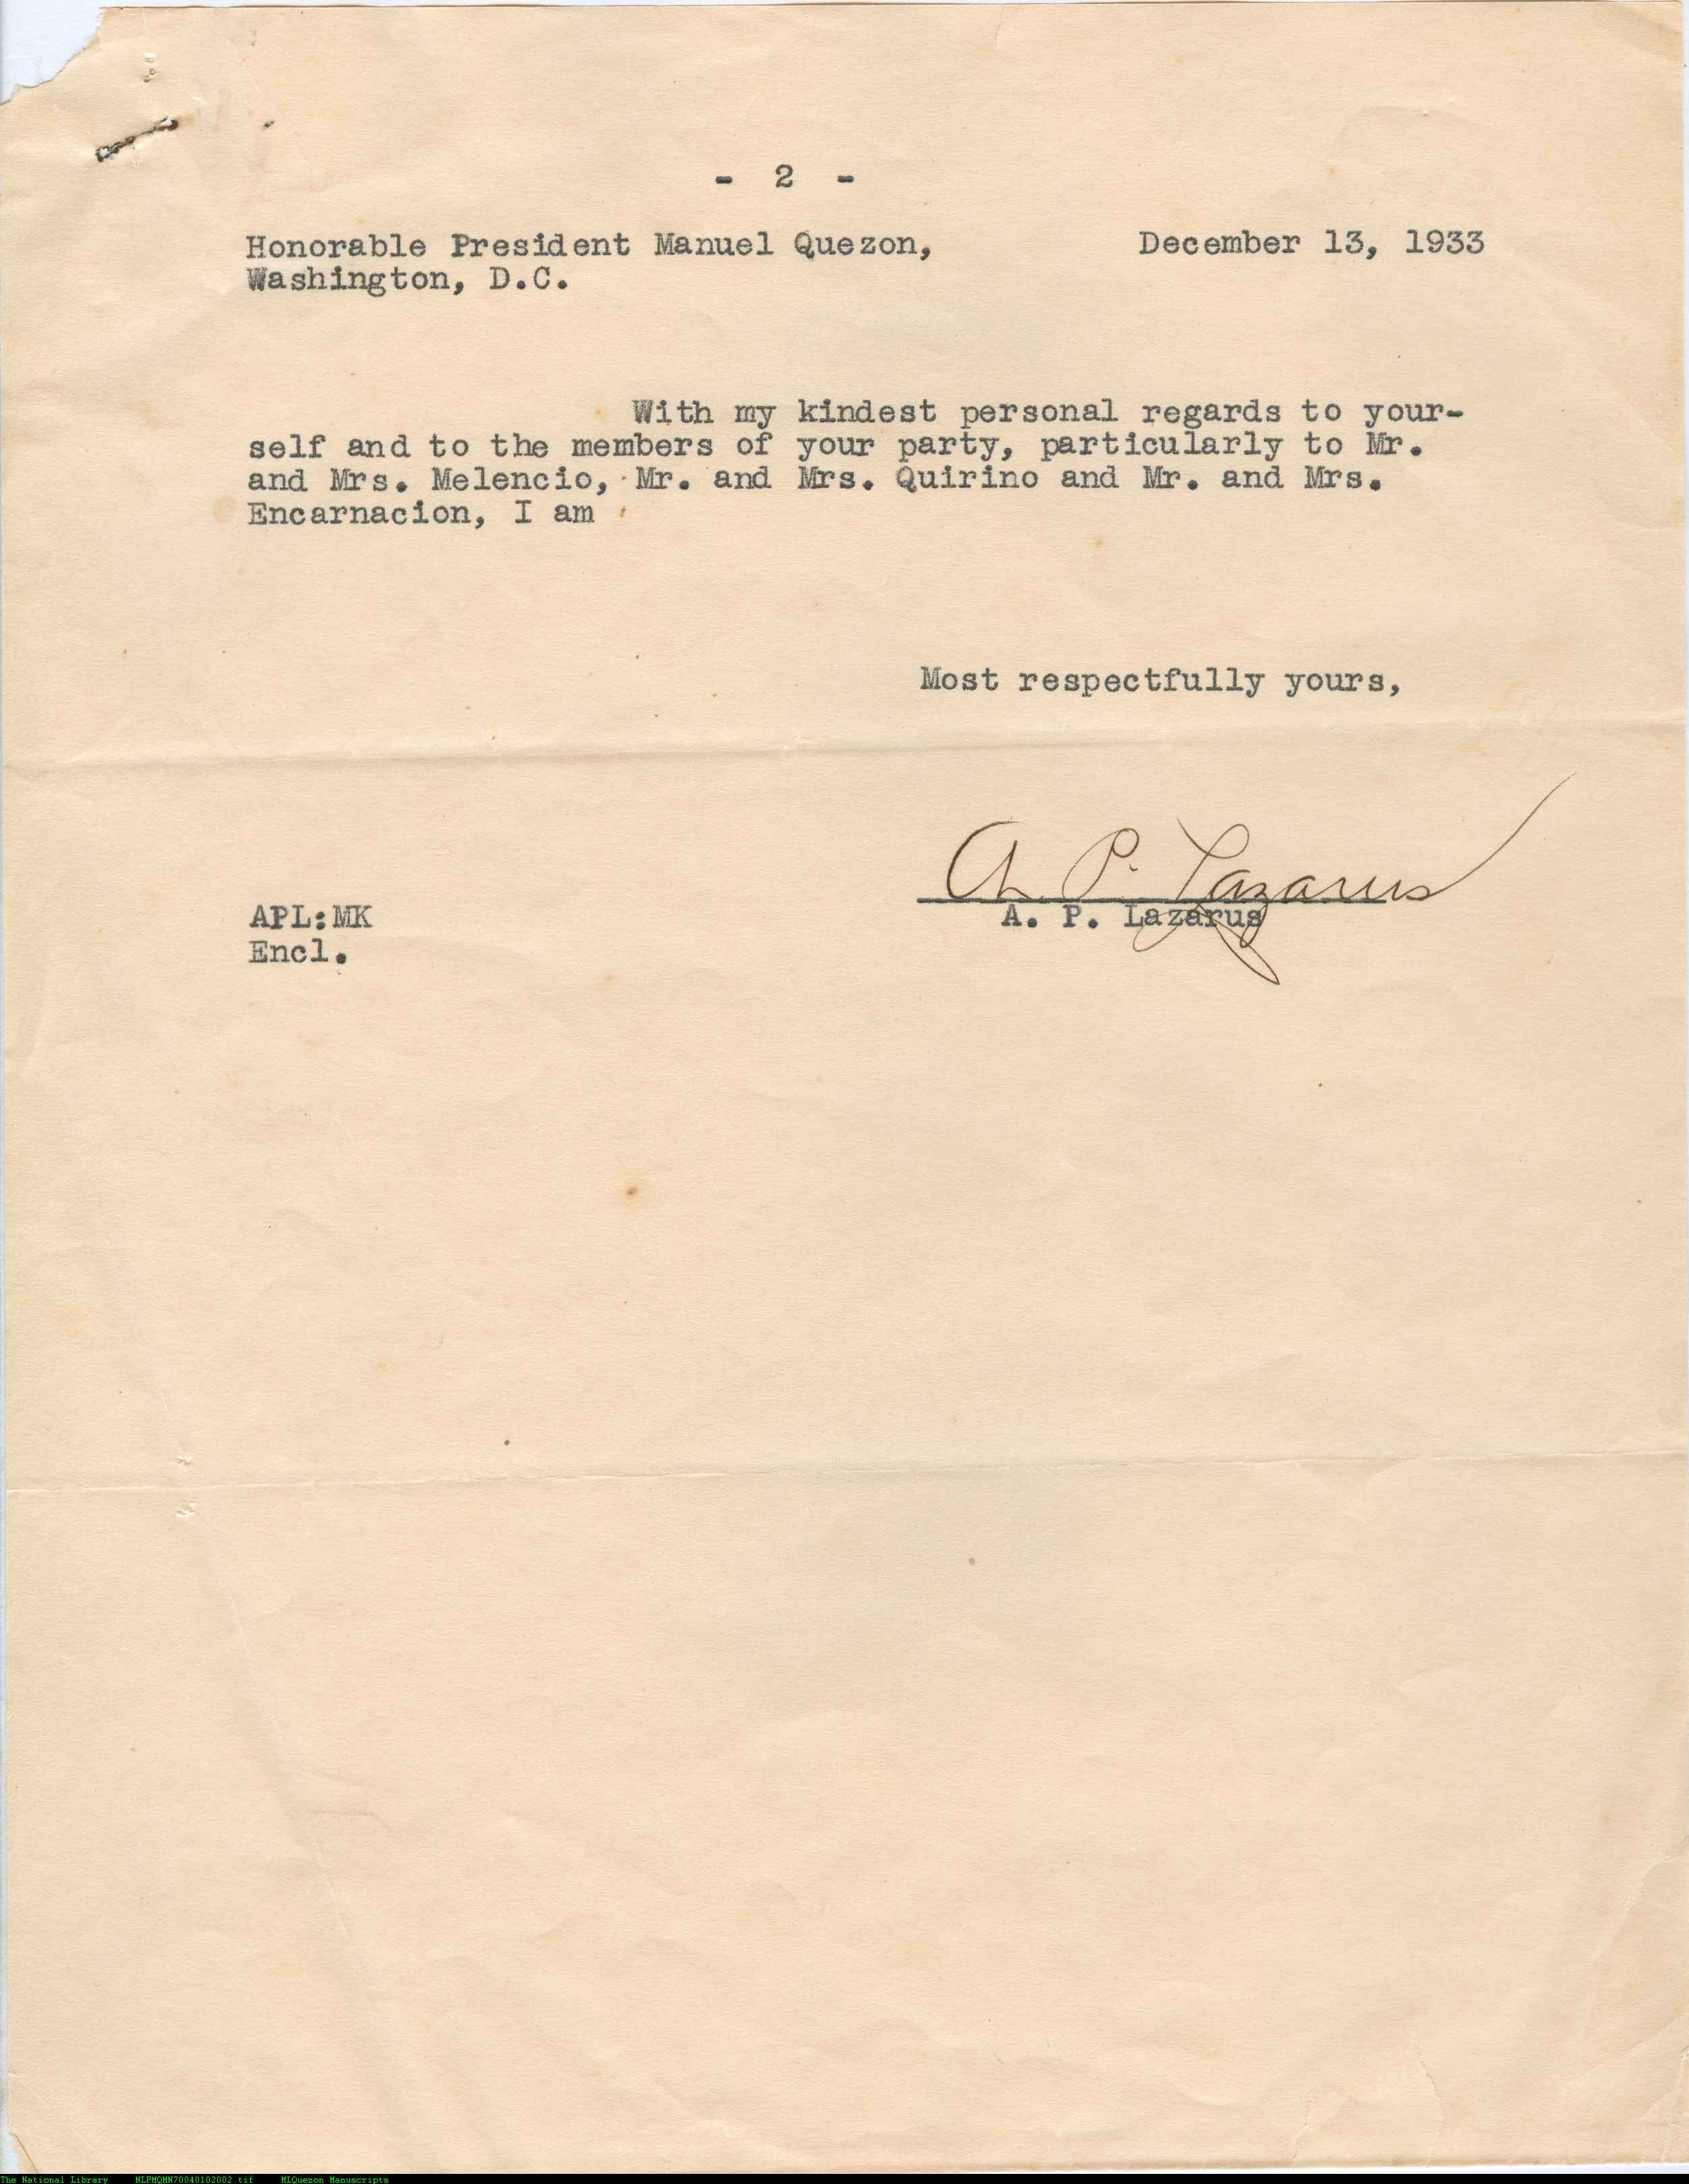 - 2 -
Honorable President Manuel Quezon, December 13, 1933
Washington, D.C.
With my kindest personal regards to your-
self and to the members of your party, particularly to Mr.
and Mrs. Melencio, Mr. and Mrs. Quirino and Mr. and Mrs.
Encarnacion, I am
Most respectfully yours,
A. P. Lazarus
APL:MK A. P. Lazarus
Encl.
The National Library NLPMQMN70040102002.tif MLQuezon Manuscripts